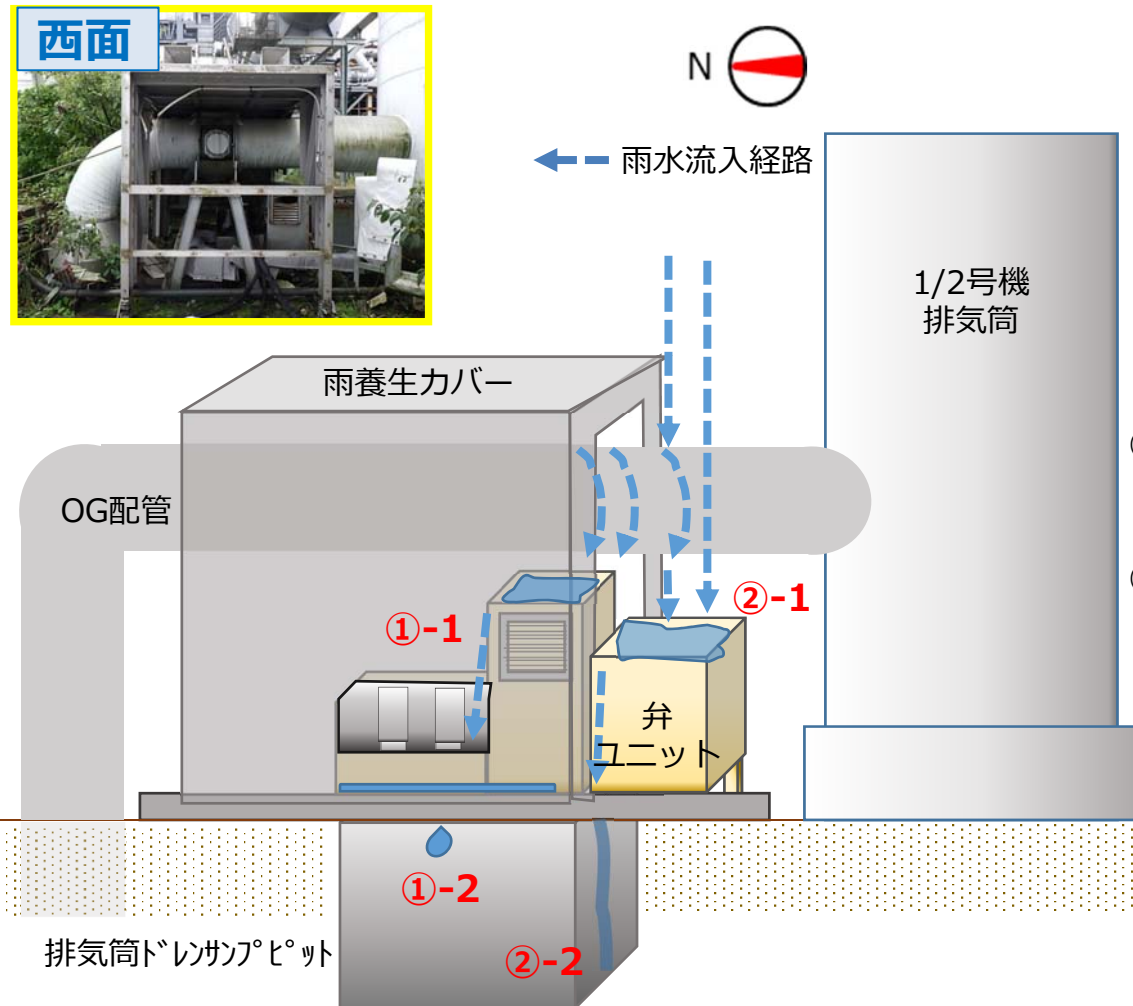 西面
N
雨水流入経路
1/2号機
排気筒
雨養生カバー
OG配管
①-1
②-1
弁
ユニット
①-2
②-2
排気筒ﾄﾞﾚﾝｻﾝﾌﾟﾋﾟｯﾄ